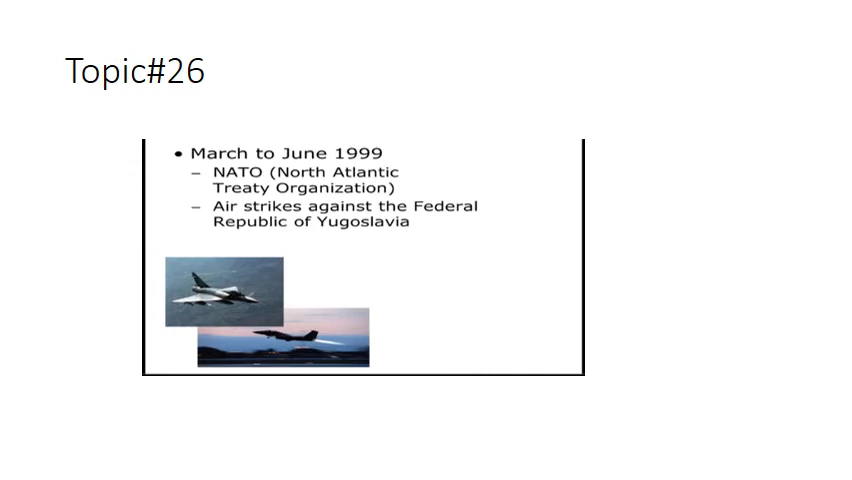 Topic#26
• March to June 1999
– NATO (North Atlantic
Treaty Organization)
– Air strikes against the Federal
Republic of Yugoslavia